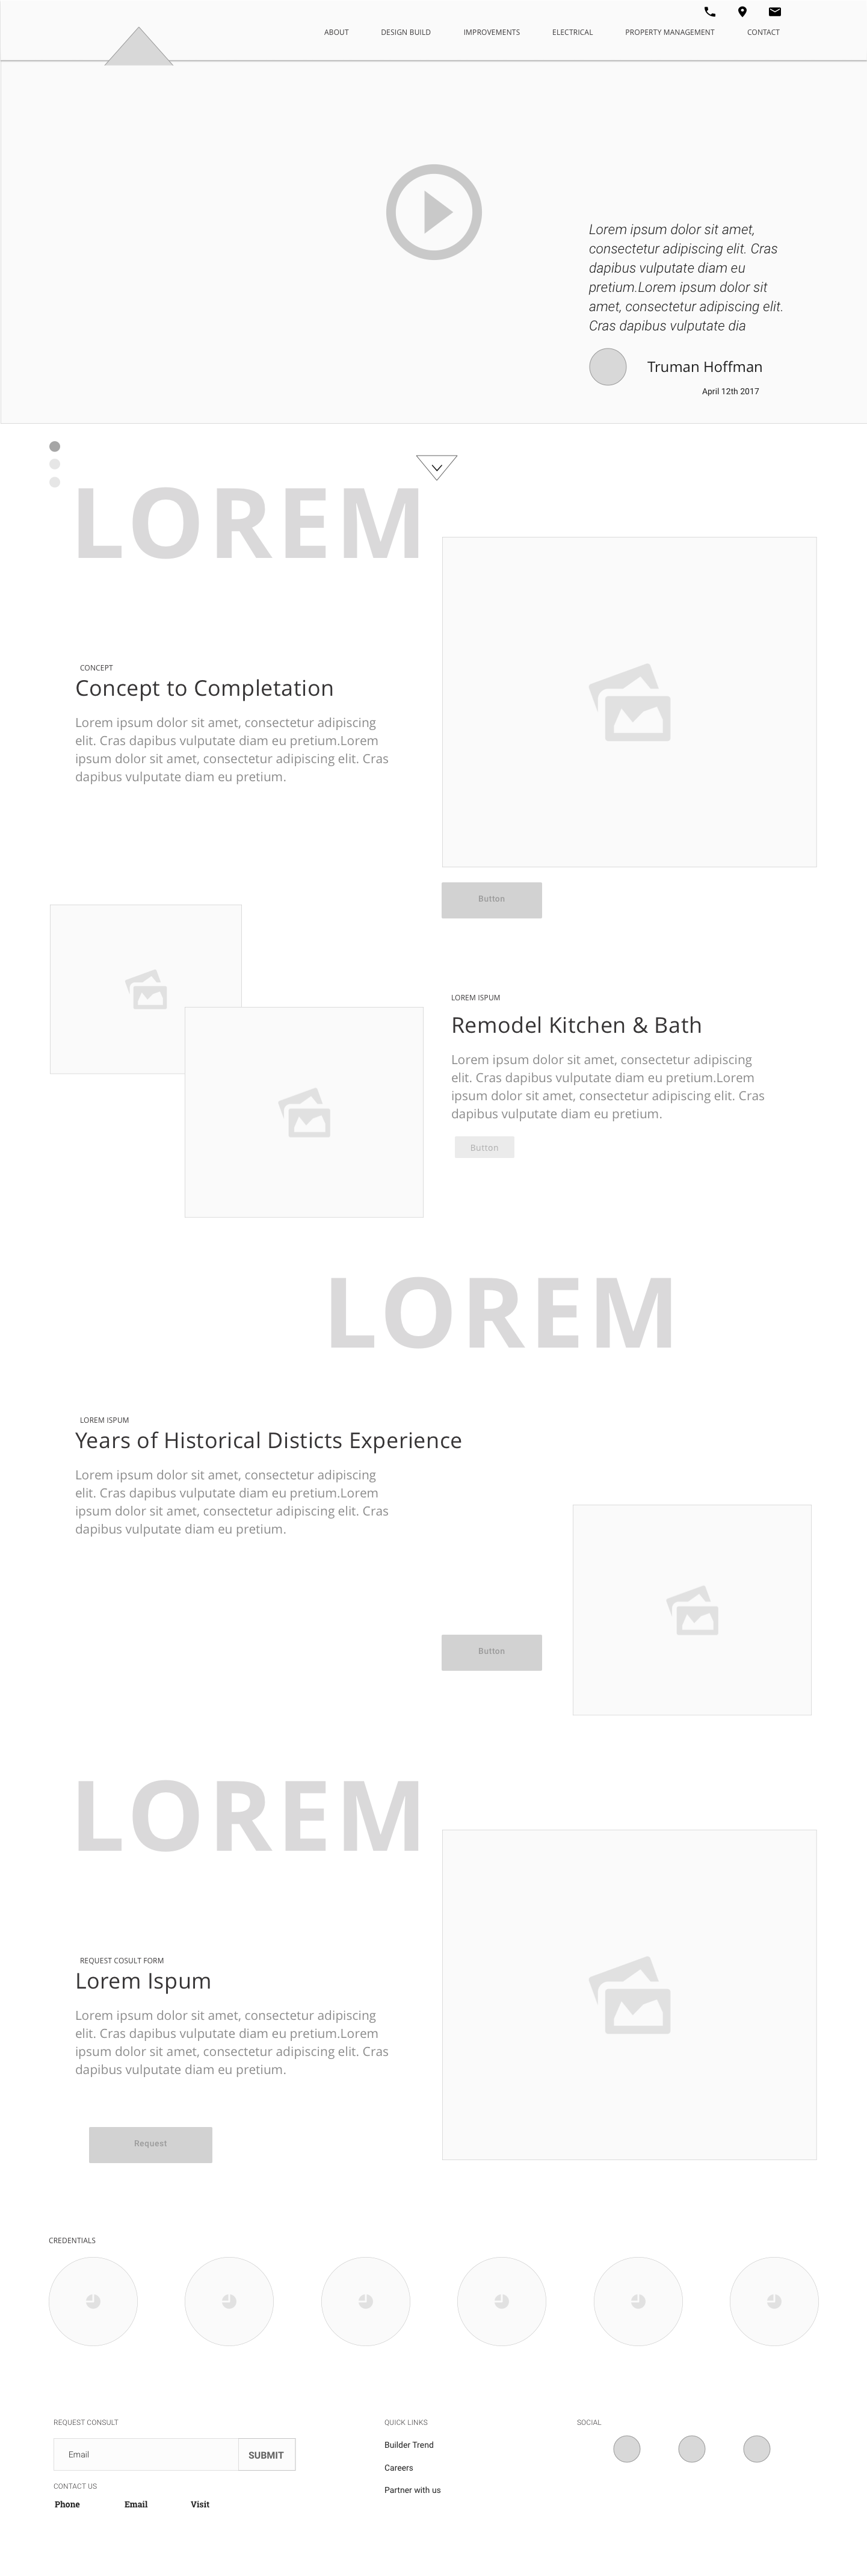 ABOUT DESIGN BUILD IMPROVEMENTS ELECTRICAL PROPERTY MANAGEMENT CONTACT
Lorem ipsum dolor sit amet,
consectetur adipiscing elit. Cras
dapibus vulputate diam eu
pretium.Lorem ipsum dolor sit
amet, consectetur adipiscing elit.
Cras dapibus vulputate dia
Truman Hoffman
April 12th 2017
LOREM
CONCEPT
Concept to Completation
Lorem ipsum dolor sit amet, consectetur adipiscing
elit. Cras dapibus vulputate diam eu pretium.Lorem
ipsum dolor sit amet, consectetur adipiscing elit. Cras
dapibus vulputate diam eu pretium.
Button
LOREM ISPUM
Remodel Kitchen & Bath
Lorem ipsum dolor sit amet, consectetur adipiscing
elit. Cras dapibus vulputate diam eu pretium.Lorem
ipsum dolor sit amet, consectetur adipiscing elit. Cras
dapibus vulputate diam eu pretium.
Button
LOREM
LOREM ISPUM
Years of Historical Disticts Experience
Lorem ipsum dolor sit amet, consectetur adipiscing
elit. Cras dapibus vulputate diam eu pretium.Lorem
ipsum dolor sit amet, consectetur adipiscing elit. Cras
dapibus vulputate diam eu pretium.
Button
LOREM
REQUEST COSULT FORM
Lorem Ispum
Lorem ipsum dolor sit amet, consectetur adipiscing
elit. Cras dapibus vulputate diam eu pretium.Lorem
ipsum dolor sit amet, consectetur adipiscing elit. Cras
dapibus vulputate diam eu pretium.
Request
CREDENTIALS
REQUEST CONSULT
Email SUBMIT
CONTACT US
Phone Email Visit
QUICK LINKS
Builder Trend
Careers
Partner with us
SOCIAL